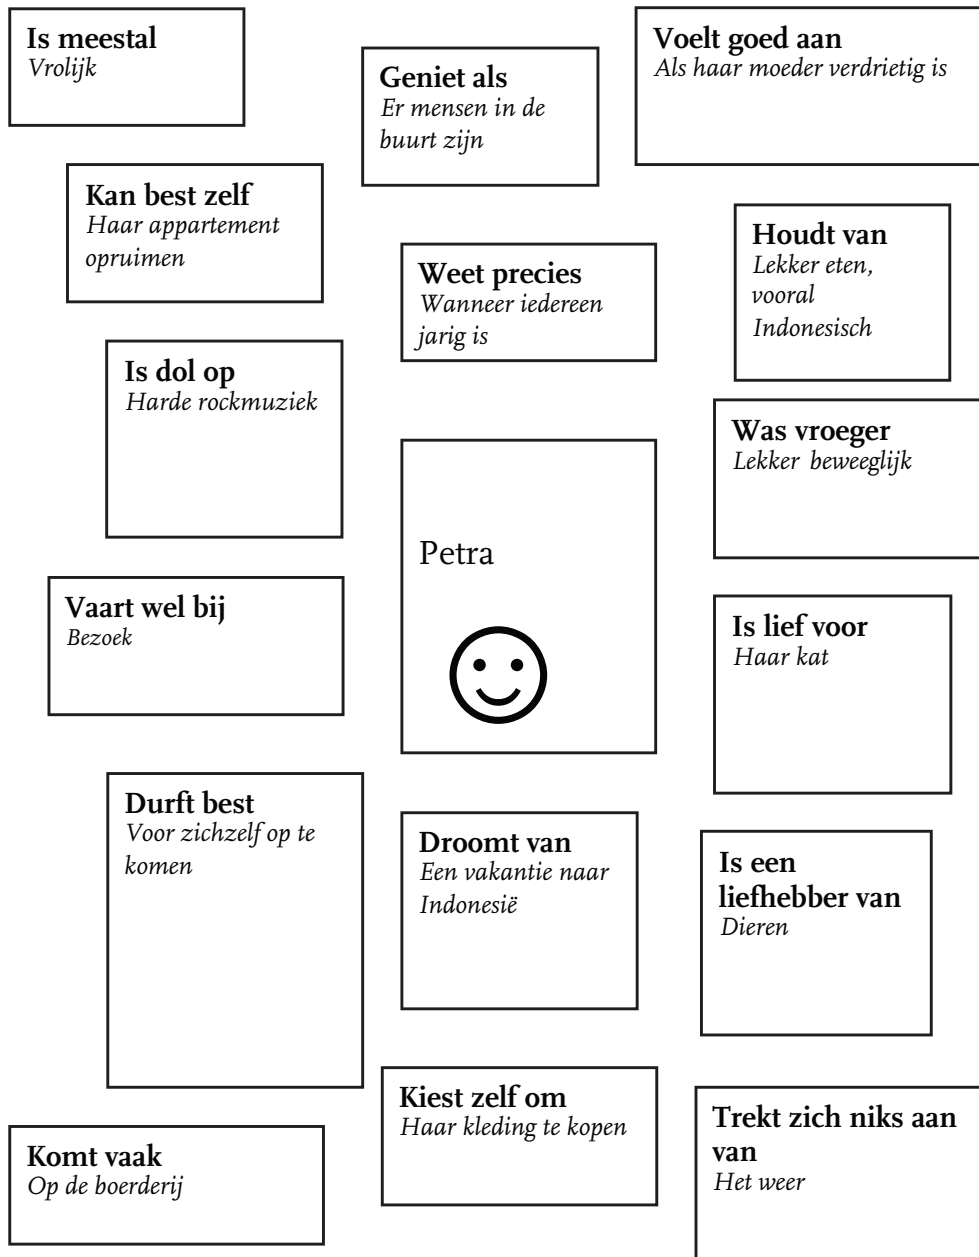 Is meestal
Vrolijk
Geniet als
Er mensen in de
buurt zijn
Voelt goed aan
Als haar moeder verdrietig is
Kan best zelf
Haar appartement
opruimen
Weet precies
Wanneer iedereen
jarig is
Houdt van
Lekker eten,
vooral
Indonesisch
Is dol op
Harde rockmuziek
Was vroeger
Lekker beweeglijk
Petra
Vaart wel bij
Bezoek
Is lief voor
Haar kat
Durft best
Voor zichzelf op te
komen
Droomt van
Een vakantie naar
Indonesië
Is een
liefhebber van
Dieren
Kiest zelf om
Haar kleding te kopen
Trekt zich niks aan
van
Het weer
Komt vaak
Op de boerderij